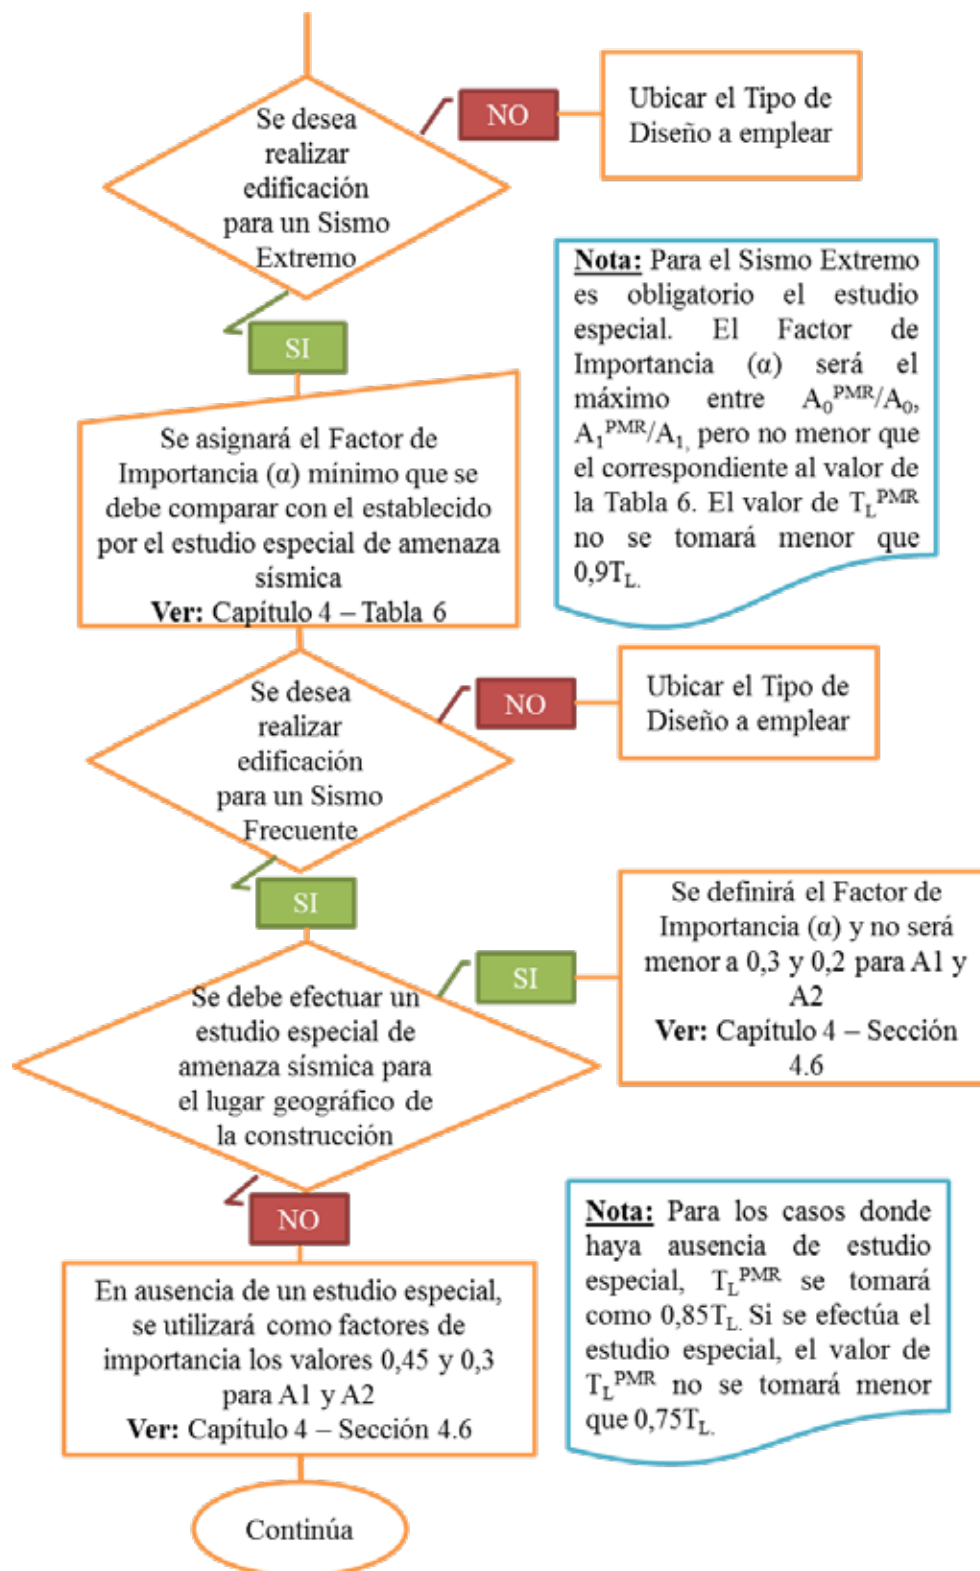 Se desea
realizar
edificación
para un Sismo
Extremo
NO
Ubicar el Tipo de
Diseño a emplear
SI
Nota: Para el Sismo Extremo
es obligatorio el estudio
especial. El Factor de
Importancia (α) será el
máximo entre A₀ᴾᴹᴿ/A₀,
A₁ᴾᴹᴿ/A₁, pero no menor que
el correspondiente al valor de
la Tabla 6. El valor de T_Lᴾᴹᴿ
no se tomará menor que
0,9T_L.
Se asignará el Factor de
Importancia (α) mínimo que se
debe comparar con el establecido
por el estudio especial de amenaza
sísmica
Ver: Capítulo 4 – Tabla 6
Se desea
realizar
edificación
para un Sismo
Frecuente
NO
Ubicar el Tipo de
Diseño a emplear
SI
Se debe efectuar un
estudio especial de
amenaza sísmica para
el lugar geográfico de
la construcción
SI
Se definirá el Factor de
Importancia (α) y no será
menor a 0,3 y 0,2 para A1 y
A2
Ver: Capítulo 4 – Sección
4.6
NO
En ausencia de un estudio especial,
se utilizará como factores de
importancia los valores 0,45 y 0,3
para A1 y A2
Ver: Capítulo 4 – Sección 4.6
Nota: Para los casos donde
haya ausencia de estudio
especial, T_Lᴾᴹᴿ se tomará
como 0,85T_L. Si se efectúa el
estudio especial, el valor de
T_Lᴾᴹᴿ no se tomará menor
que 0,75T_L.
Continúa